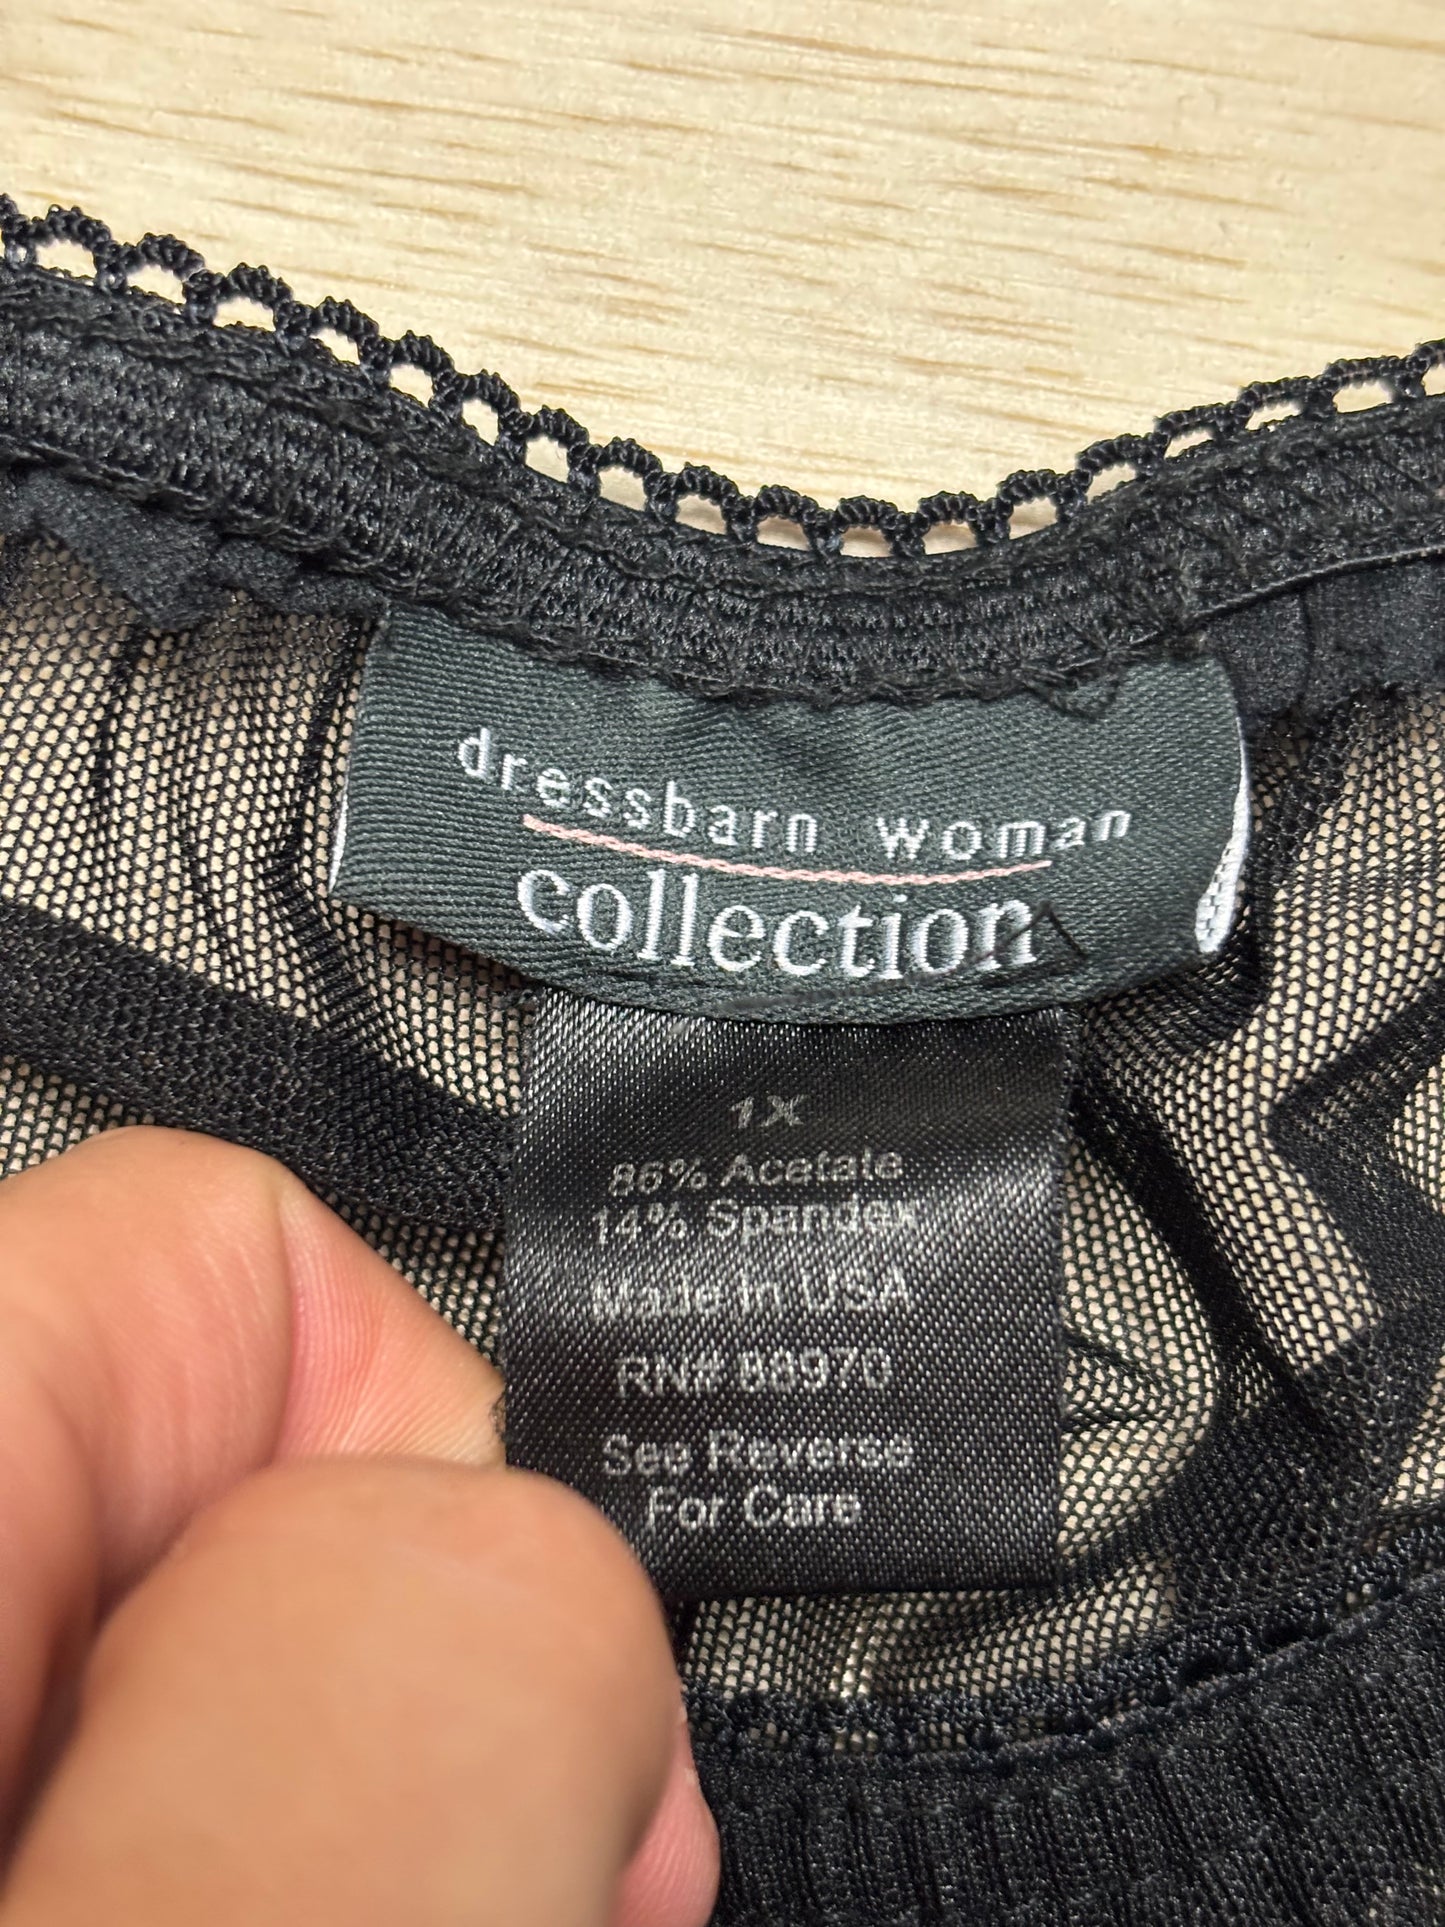 dressbarn woman
collection
1X
86% Acetate
14% Spandex
Made In USA
RN# 88970
See Reverse
For Care